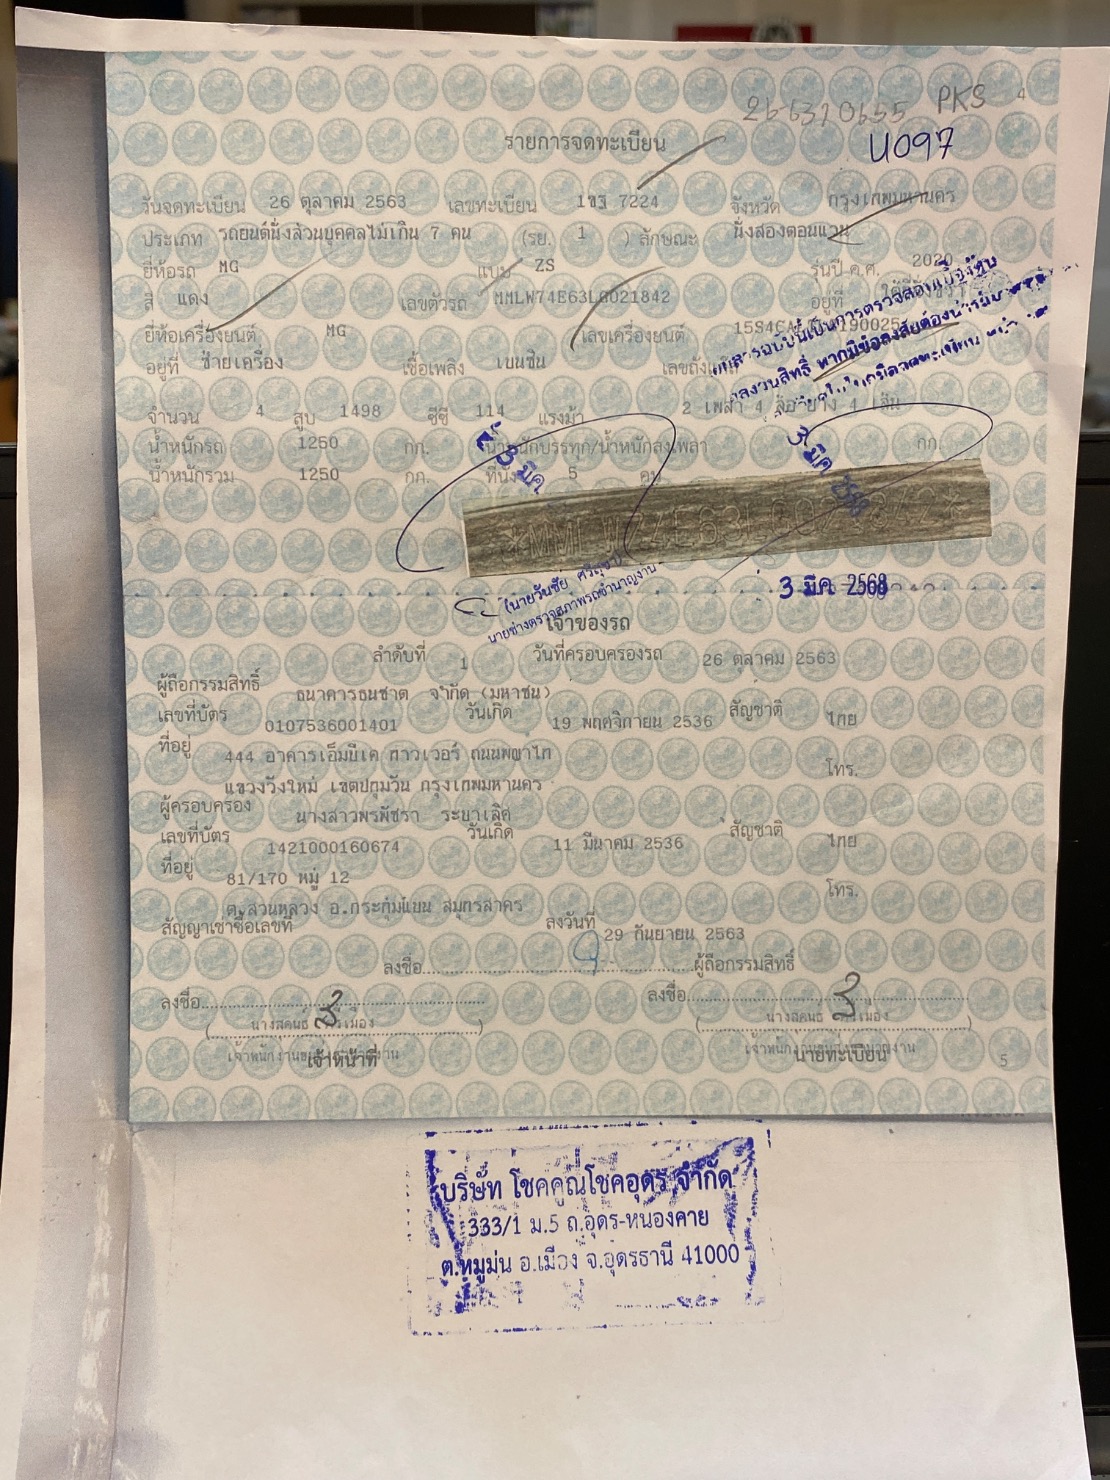 26-6320655 PKS 4
รายการจดทะเบียน U097
วันจดทะเบียน 26 ตุลาคม 2563 เลขทะเบียน 1ขฐ 7224 จังหวัด กรุงเทพมหานคร
ประเภท รถยนต์นั่งส่วนบุคคลไม่เกิน 7 คน (รย. 1 ) ลักษณะ นั่งสองตอนแวน
ยี่ห้อรถ MG แบบ ZS รุ่นปี ค.ศ. 2020
สี แดง เลขตัวรถ MMLW74E63L0021842 อยู่ที่
ยี่ห้อเครื่องยนต์ MG เลขเครื่องยนต์
อยู่ที่ ซ้ายเครื่อง เชื้อเพลิง เบนซิน เลขถังแก๊ส
จำนวน 4 สูบ 1498 ซีซี 114 แรงม้า 2 เพลา 4 ล้อ ยาง 4 เส้น
น้ำหนักรถ 1250 กก. น้ำหนักบรรทุก/น้ำหนักลงเพลา กก.
น้ำหนักรวม 1250 กก. ที่นั่ง 5 คน
3 มี.ค. 2568
เจ้าของรถ
ลำดับที่ 1 วันที่ครอบครองรถ 26 ตุลาคม 2563
ผู้ถือกรรมสิทธิ์ ธนาคารธนชาต จำกัด (มหาชน)
เลขที่บัตร 0107536001401 วันเกิด 19 พฤศจิกายน 2536 สัญชาติ ไทย
ที่อยู่ 444 อาคารเอ็มบีเค ทาวเวอร์ ถนนพญาไท
แขวงวังใหม่ เขตปทุมวัน กรุงเทพมหานคร โทร.
ผู้ครอบครอง นางสาวพรพัชรา ระบาเลิศ
เลขที่บัตร 1421000160674 วันเกิด 11 มีนาคม 2536 สัญชาติ ไทย
ที่อยู่ 81/170 หมู่ 12
ต.สวนหลวง อ.กระทุ่มแบน สมุทรสาคร โทร.
สัญญาเช่าซื้อเลขที่ ลงวันที่ 29 กันยายน 2563
ลงชื่อ ผู้ถือกรรมสิทธิ์
ลงชื่อ ลงชื่อ
เจ้าหน้าที่ นายทะเบียน
5
บริษัท โชคคูณโชคอุดร จำกัด
333/1 ม.5 ถ.อุดร-หนองคาย
ต.หมูม่น อ.เมือง จ.อุดรธานี 41000